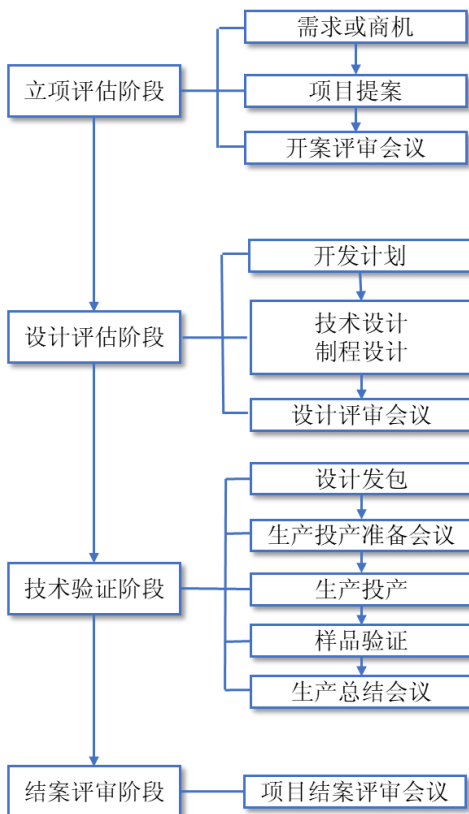 需求或商机
立项评估阶段
项目提案
开案评审会议
开发计划
设计评估阶段
技术设计
制程设计
设计评审会议
设计发包
生产投产准备会议
技术验证阶段
生产投产
样品验证
生产总结会议
结案评审阶段
项目结案评审会议